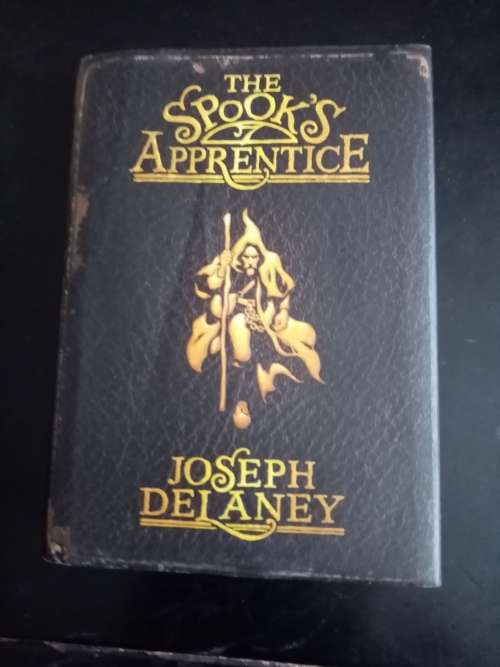 THE
SPOOK'S
APPRENTICE
JOSEPH
DELANEY